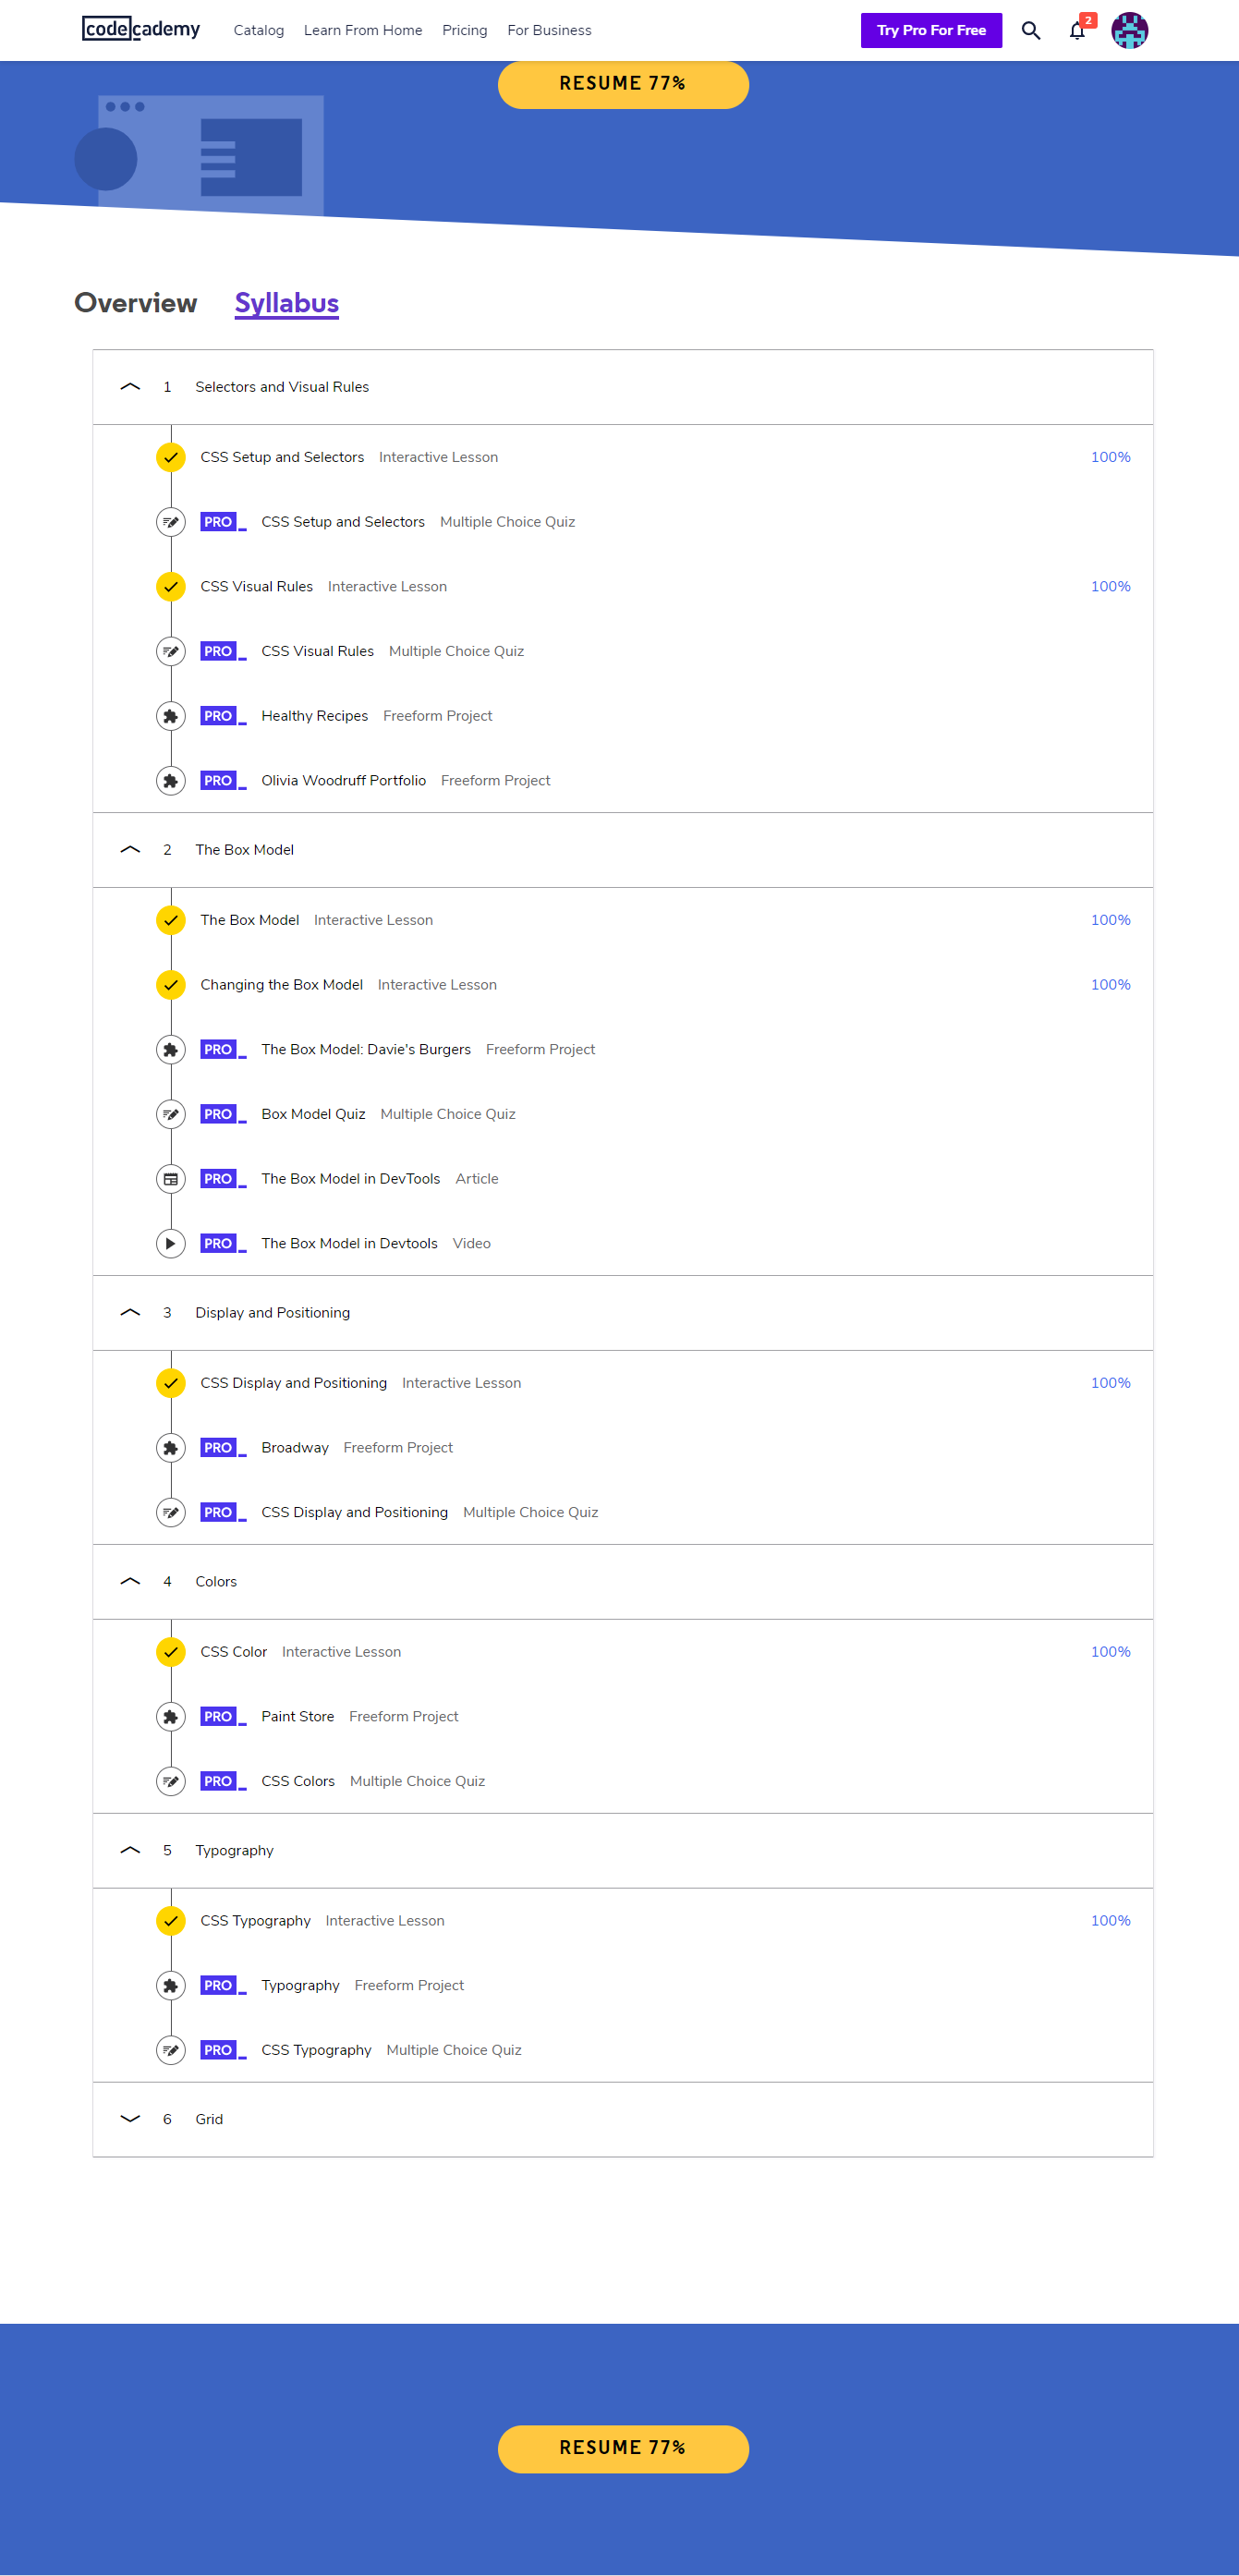 codecademy Catalog Learn From Home Pricing For Business Try Pro For Free 2
RESUME 77%
Overview Syllabus
1 Selectors and Visual Rules
CSS Setup and Selectors Interactive Lesson 100%
PRO CSS Setup and Selectors Multiple Choice Quiz
CSS Visual Rules Interactive Lesson 100%
PRO CSS Visual Rules Multiple Choice Quiz
PRO Healthy Recipes Freeform Project
PRO Olivia Woodruff Portfolio Freeform Project
2 The Box Model
The Box Model Interactive Lesson 100%
Changing the Box Model Interactive Lesson 100%
PRO The Box Model: Davie's Burgers Freeform Project
PRO Box Model Quiz Multiple Choice Quiz
PRO The Box Model in DevTools Article
PRO The Box Model in Devtools Video
3 Display and Positioning
CSS Display and Positioning Interactive Lesson 100%
PRO Broadway Freeform Project
PRO CSS Display and Positioning Multiple Choice Quiz
4 Colors
CSS Color Interactive Lesson 100%
PRO Paint Store Freeform Project
PRO CSS Colors Multiple Choice Quiz
5 Typography
CSS Typography Interactive Lesson 100%
PRO Typography Freeform Project
PRO CSS Typography Multiple Choice Quiz
6 Grid
RESUME 77%